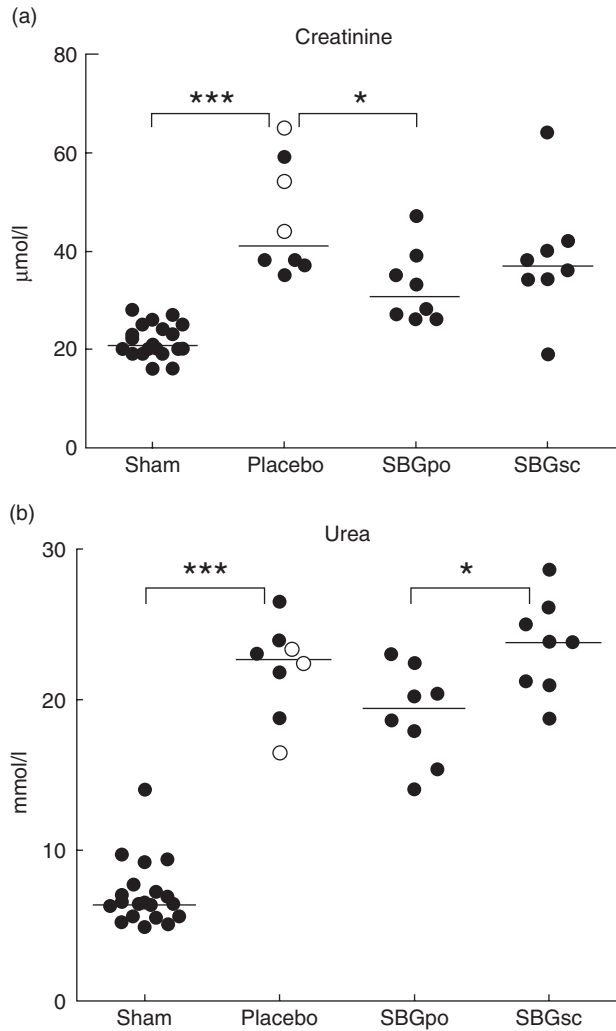 (a)
Creatinine
80
60
40
20
0
μmol/l
*** *
Sham Placebo SBGpo SBGsc
(b)
Urea
30
20
10
0
mmol/l
*** *
Sham Placebo SBGpo SBGsc